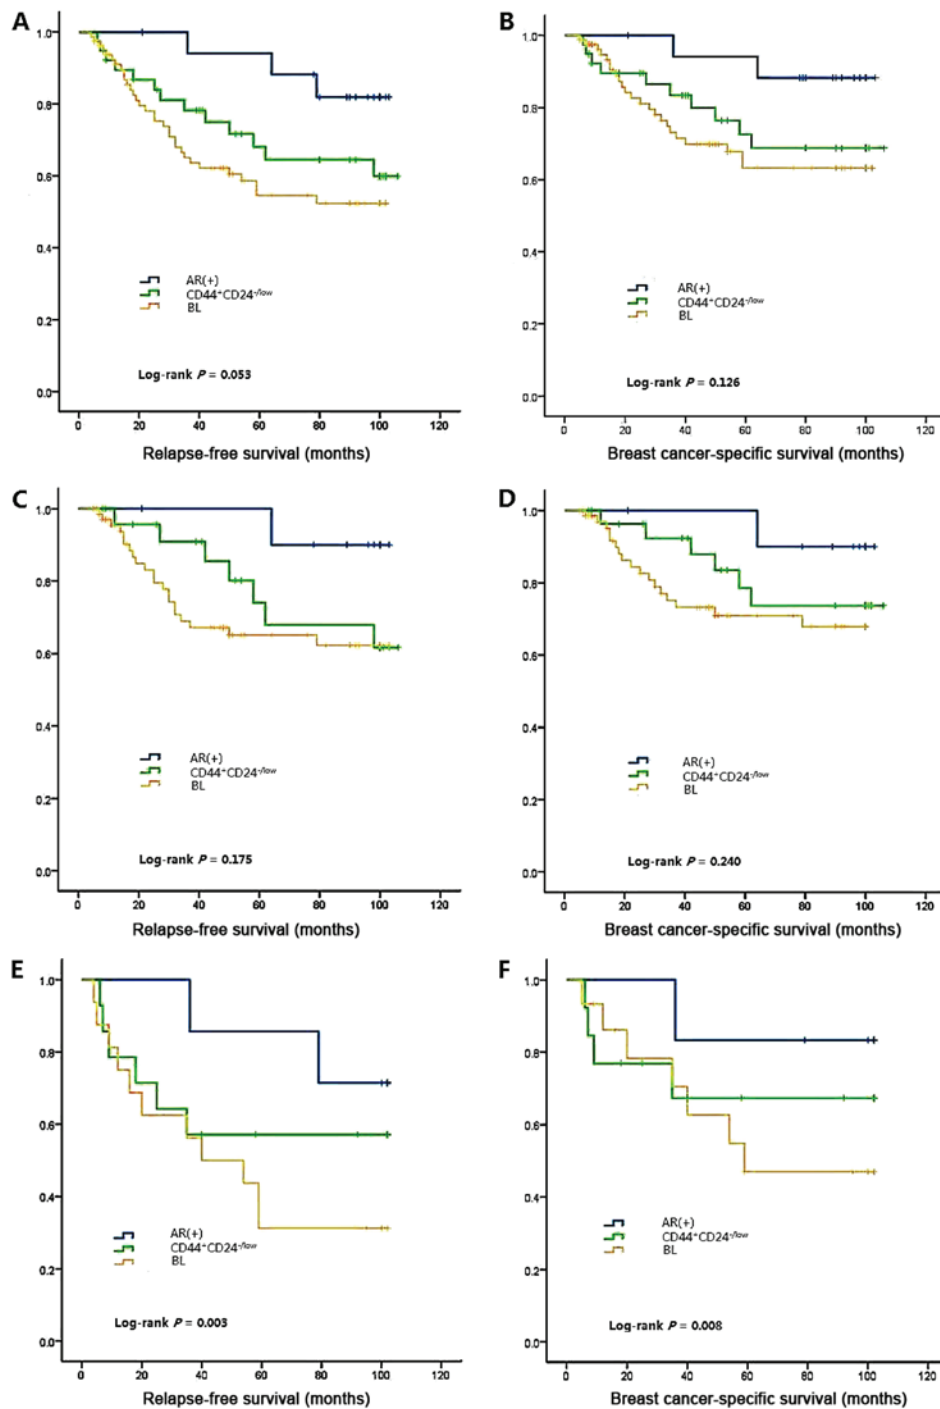 A
1.0
0.8
0.6
0.4
0.2
0.0
AR(+)
CD44⁺CD24⁻/ˡᵒʷ
BL
Log-rank P = 0.053
0 20 40 60 80 100 120
Relapse-free survival (months)
B
1.0
0.8
0.6
0.4
0.2
0.0
AR(+)
CD44⁺CD24⁻/ˡᵒʷ
BL
Log-rank P = 0.126
0 20 40 60 80 100 120
Breast cancer-specific survival (months)
C
1.0
0.8
0.6
0.4
0.2
0.0
AR(+)
CD44⁺CD24⁻/ˡᵒʷ
BL
Log-rank P = 0.175
0 20 40 60 80 100 120
Relapse-free survival (months)
D
1.0
0.8
0.6
0.4
0.2
0.0
AR(+)
CD44⁺CD24⁻/ˡᵒʷ
BL
Log-rank P = 0.240
0 20 40 60 80 100 120
Breast cancer-specific survival (months)
E
1.0
0.8
0.6
0.4
0.2
0.0
AR(+)
CD44⁺CD24⁻/ˡᵒʷ
BL
Log-rank P = 0.003
0 20 40 60 80 100 120
Relapse-free survival (months)
F
1.0
0.8
0.6
0.4
0.2
0.0
AR(+)
CD44⁺CD24⁻/ˡᵒʷ
BL
Log-rank P = 0.008
0 20 40 60 80 100 120
Breast cancer-specific survival (months)